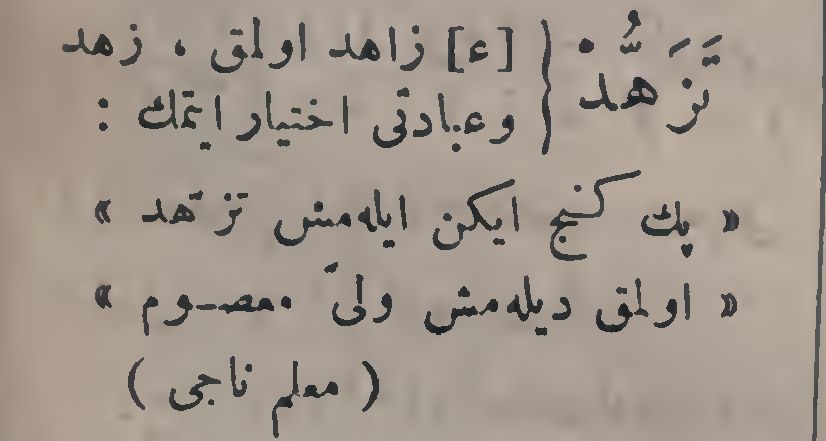 تَزَهُّدْ { [ء] زاهد اولمق ، زهد
وعبادتی اختیار ایتمك :
« پك كنج ایكن ایله‌مش تزهد »
« اولمق دیله‌مش ولیّ معصوم »
( معلم ناجی )